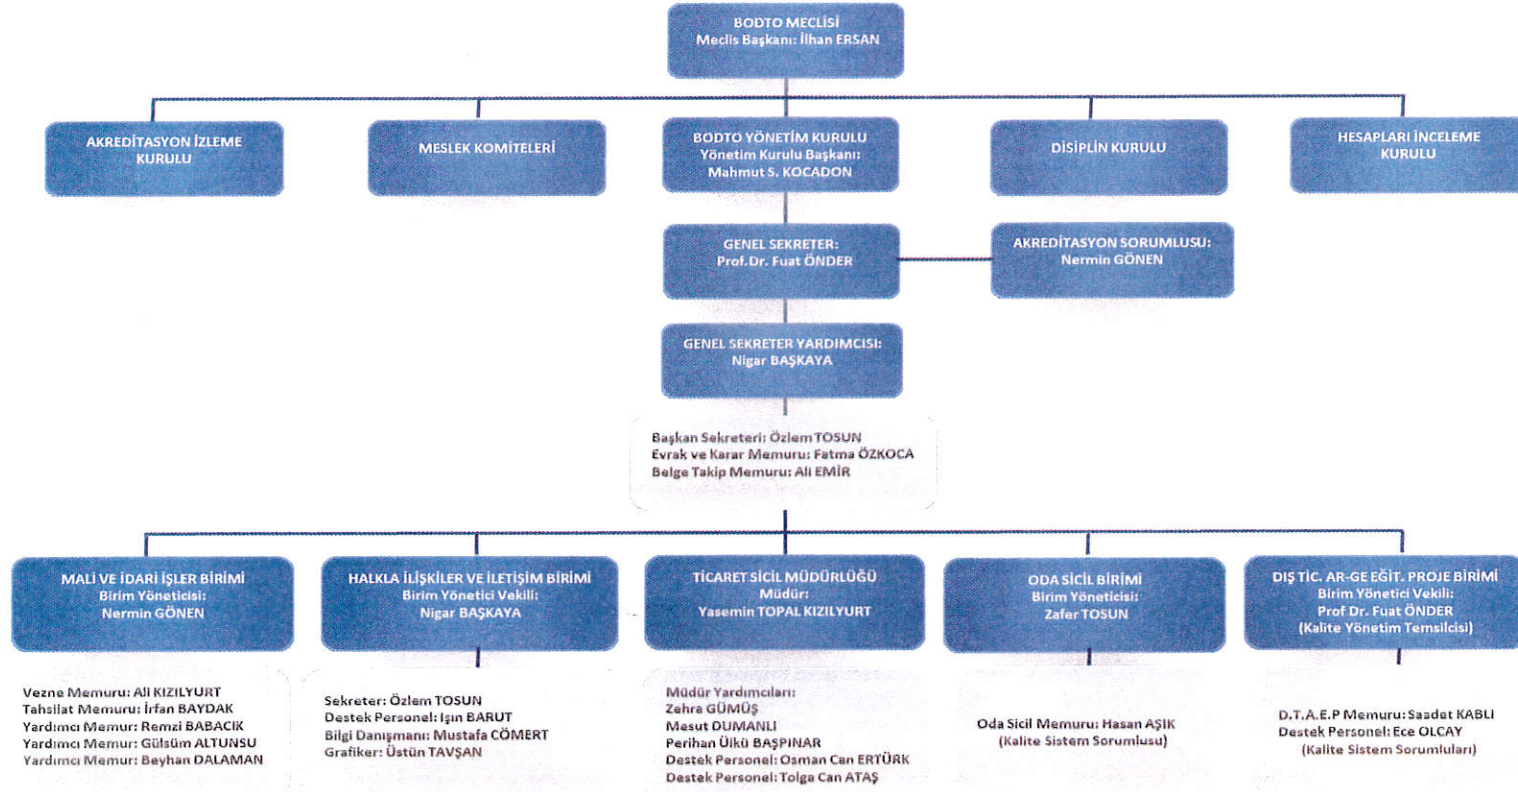 BODTO MECLİSİ
Meclis Başkanı: İlhan ERSAN
AKREDİTASYON İZLEME
KURULU
MESLEK KOMİTELERİ
BODTO YÖNETİM KURULU
Yönetim Kurulu Başkanı:
Mahmut S. KOCADON
DİSİPLİN KURULU
HESAPLARI İNCELEME
KURULU
GENEL SEKRETER:
Prof.Dr. Fuat ÖNDER
AKREDİTASYON SORUMLUSU:
Nermin GÖNEN
GENEL SEKRETER YARDIMCISI:
Nigar BAŞKAYA
Başkan Sekreteri: Özlem TOSUN
Evrak ve Karar Memuru: Fatma ÖZKOCA
Belge Takip Memuru: Ali EMİR
MALİ VE İDARİ İŞLER BİRİMİ
Birim Yöneticisi:
Nermin GÖNEN
HALKLA İLİŞKİLER VE İLETİŞİM BİRİMİ
Birim Yönetici Vekili:
Nigar BAŞKAYA
TİCARET SİCİL MÜDÜRLÜĞÜ
Müdür:
Yasemin TOPAL KIZILYURT
ODA SİCİL BİRİMİ
Birim Yöneticisi:
Zafer TOSUN
DIŞ TİC. AR-GE EĞİT. PROJE BİRİMİ
Birim Yönetici Vekili:
Prof Dr. Fuat ÖNDER
(Kalite Yönetim Temsilcisi)
Vezne Memuru: Ali KIZILYURT
Tahsilat Memuru: İrfan BAYDAK
Yardımcı Memur: Remzi BABACIK
Yardımcı Memur: Gülsüm ALTUNSU
Yardımcı Memur: Beyhan DALAMAN
Sekreter: Özlem TOSUN
Destek Personel: Işın BARUT
Bilgi Danışmanı: Mustafa CÖMERT
Grafiker: Üstün TAVŞAN
Müdür Yardımcıları:
Zehra GÜMÜŞ
Mesut DUMANLI
Perihan Ülkü BAŞPINAR
Destek Personel: Osman Can ERTÜRK
Destek Personel: Tolga Can ATAŞ
Oda Sicil Memuru: Hasan AŞIK
(Kalite Sistem Sorumlusu)
D.T.A.E.P Memuru: Saadet KABLI
Destek Personel: Ece OLCAY
(Kalite Sistem Sorumluları)